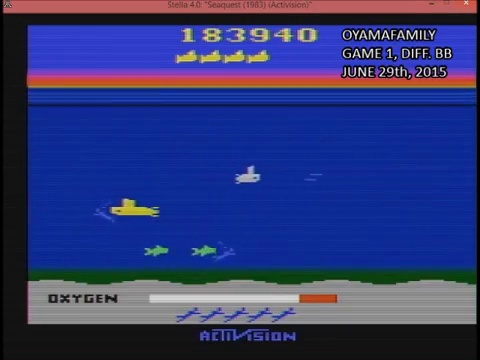 Stella 4.0: "Seaquest (1983) (Activision)"
183940
OYAMAFAMILY
GAME 1, DIFF. BB
JUNE 29th, 2015
OXYGEN
ACTIVISION